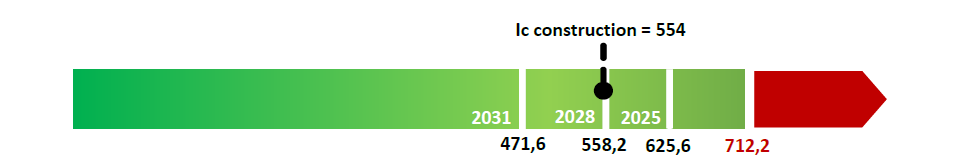 Ic construction = 554
2031 2028 2025
471,6 558,2 625,6 712,2